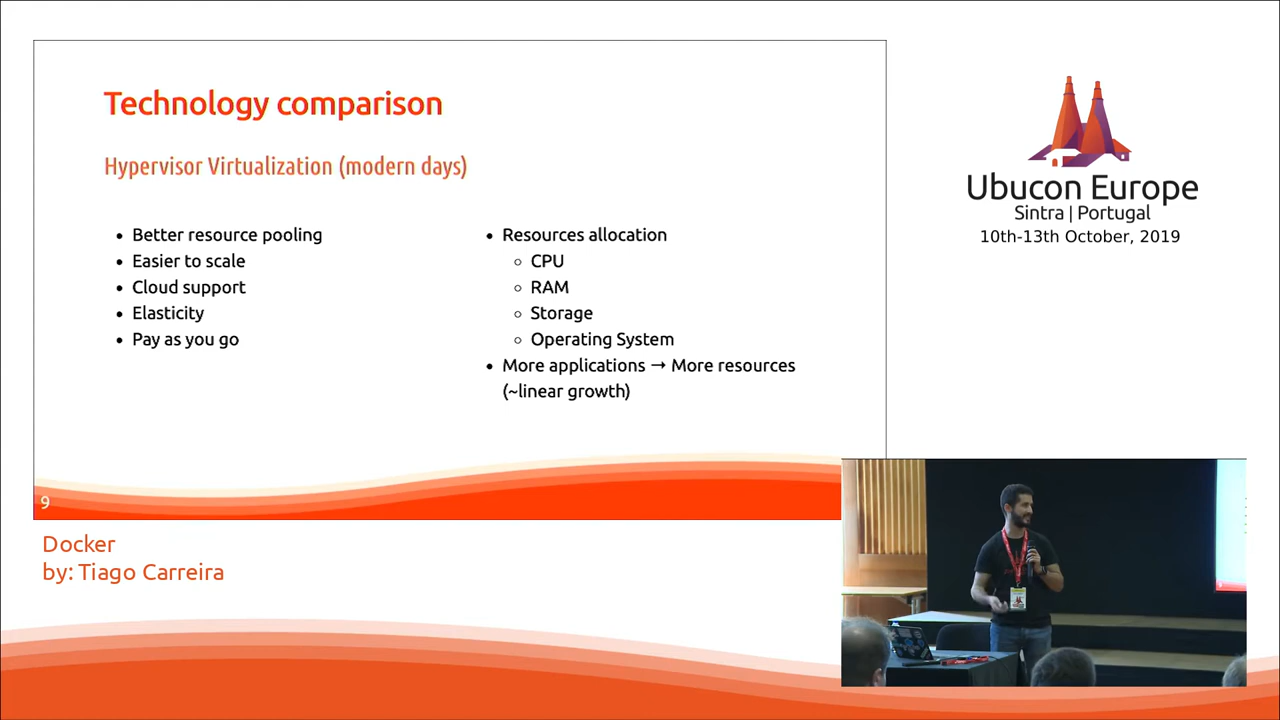 Technology comparison
Hypervisor Virtualization (modern days)
• Better resource pooling
• Easier to scale
• Cloud support
• Elasticity
• Pay as you go
• Resources allocation
○ CPU
○ RAM
○ Storage
○ Operating System
• More applications → More resources
(~linear growth)
9
Ubucon Europe
Sintra | Portugal
10th-13th October, 2019
Docker
by: Tiago Carreira